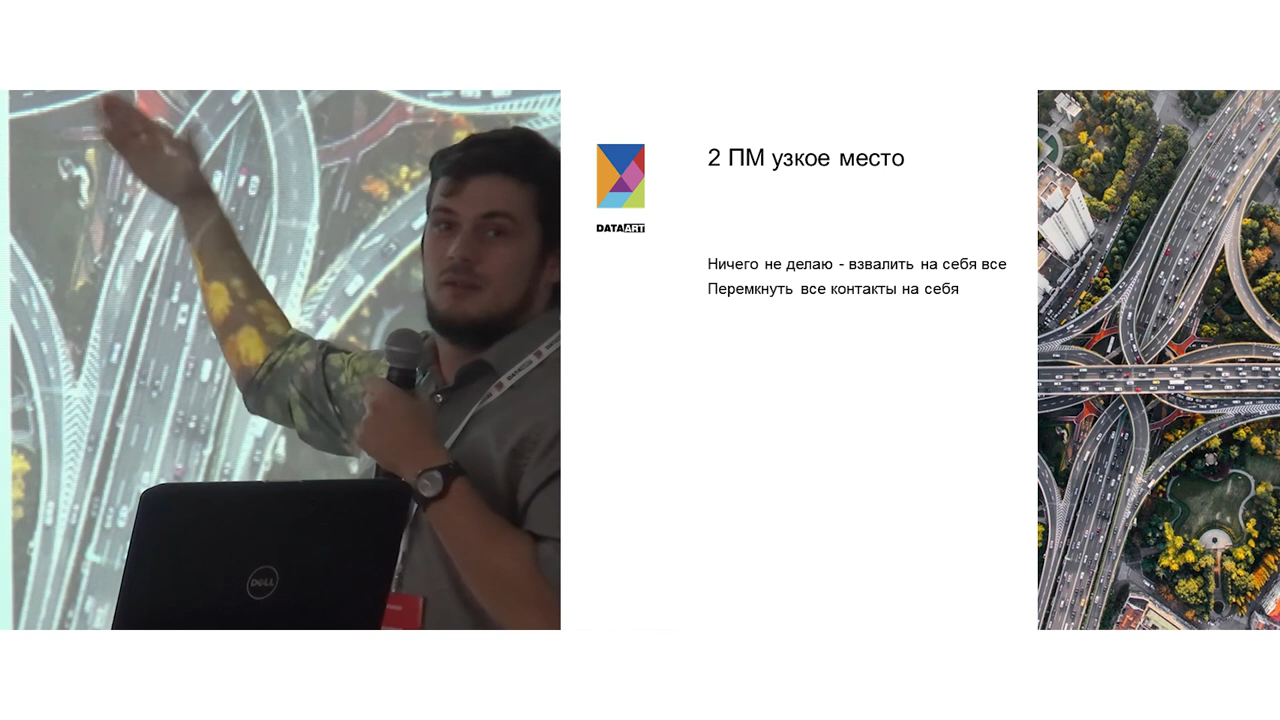 DATAART
2 ПМ узкое место
Ничего не делаю - взвалить на себя все
Перемкнуть все контакты на себя
DELL